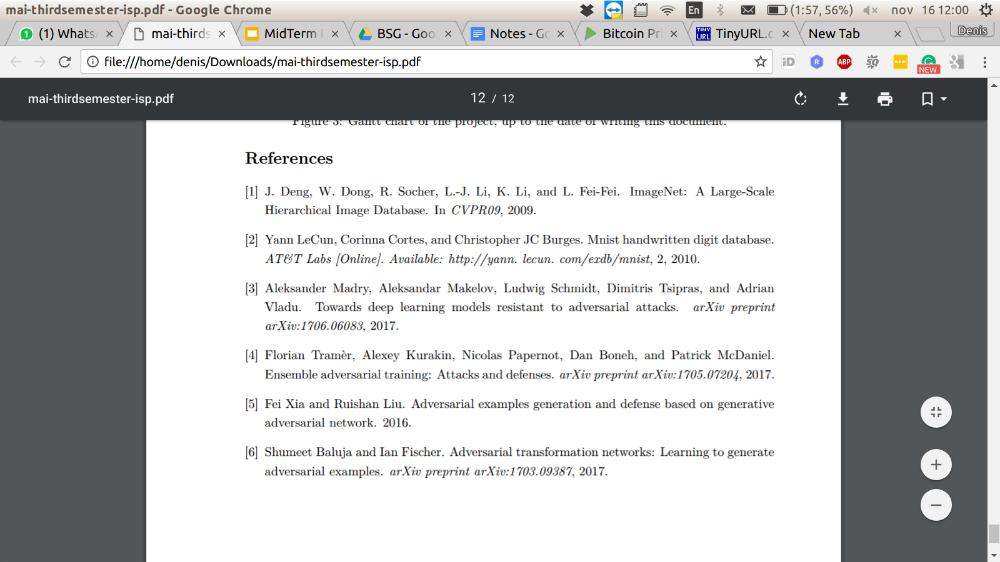 mai-thirdsemester-isp.pdf - Google Chrome
En
(1:57, 56%)
nov 16 12:00
(1) Whats
mai-thirds
MidTerm
BSG - Goo
Notes - Go
Bitcoin Pri
TINY URL
TinyURL.c
New Tab
Denis
file:///home/denis/Downloads/mai-thirdsemester-isp.pdf
iD
R
ABP
NEW
mai-thirdsemester-isp.pdf
12 / 12
Figure 3: Gantt chart of the project, up to the date of writing this document.
References
[1] J. Deng, W. Dong, R. Socher, L.-J. Li, K. Li, and L. Fei-Fei. ImageNet: A Large-Scale
Hierarchical Image Database. In CVPR09, 2009.
[2] Yann LeCun, Corinna Cortes, and Christopher JC Burges. Mnist handwritten digit database.
AT&T Labs [Online]. Available: http://yann. lecun. com/exdb/mnist, 2, 2010.
[3] Aleksander Madry, Aleksandar Makelov, Ludwig Schmidt, Dimitris Tsipras, and Adrian
Vladu. Towards deep learning models resistant to adversarial attacks. arXiv preprint
arXiv:1706.06083, 2017.
[4] Florian Tramèr, Alexey Kurakin, Nicolas Papernot, Dan Boneh, and Patrick McDaniel.
Ensemble adversarial training: Attacks and defenses. arXiv preprint arXiv:1705.07204, 2017.
[5] Fei Xia and Ruishan Liu. Adversarial examples generation and defense based on generative
adversarial network. 2016.
[6] Shumeet Baluja and Ian Fischer. Adversarial transformation networks: Learning to generate
adversarial examples. arXiv preprint arXiv:1703.09387, 2017.